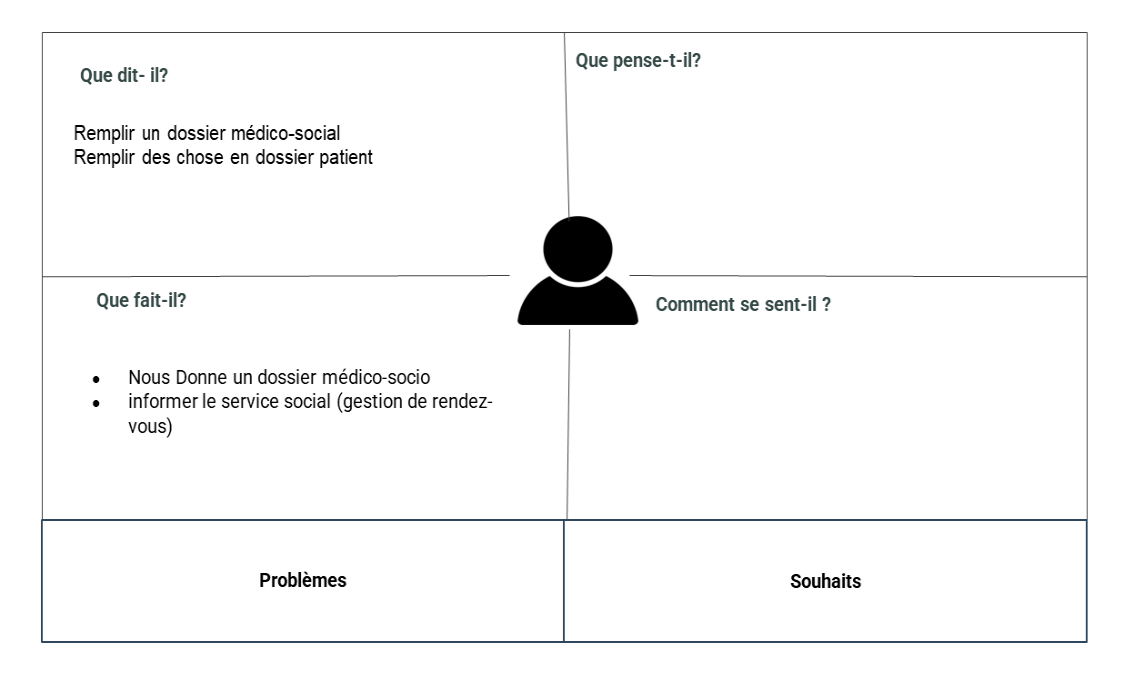 Que dit- il?
Remplir un dossier médico-social
Remplir des chose en dossier patient
Que pense-t-il?
Que fait-il?
• Nous Donne un dossier médico-socio
• informer le service social (gestion de rendez-
vous)
Comment se sent-il ?
Problèmes
Souhaits